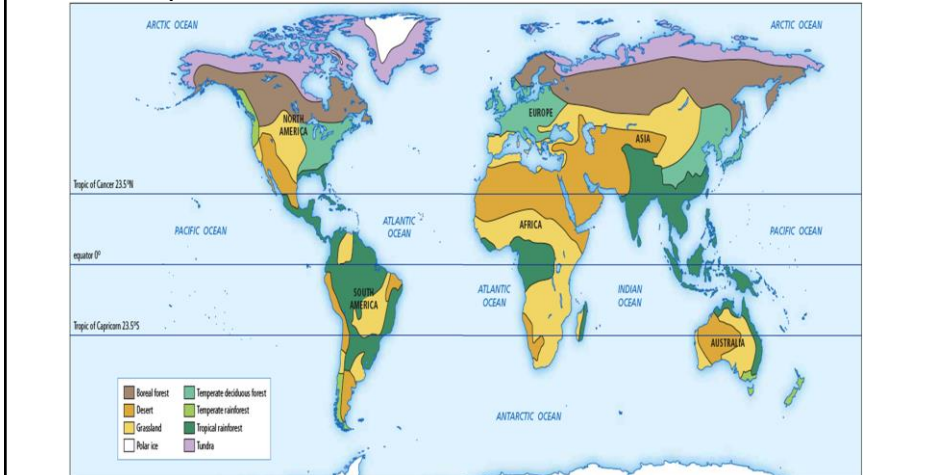 ARCTIC OCEAN
ARCTIC OCEAN
NORTH
AMERICA
EUROPE
ASIA
Tropic of Cancer 23.5°N
PACIFIC OCEAN
ATLANTIC
OCEAN
AFRICA
PACIFIC OCEAN
equator 0°
SOUTH
AMERICA
ATLANTIC
OCEAN
INDIAN
OCEAN
Tropic of Capricorn 23.5°S
AUSTRALIA
Boreal forest
Desert
Grassland
Polar ice
Temperate deciduous forest
Temperate rainforest
Tropical rainforest
Tundra
ANTARCTIC OCEAN